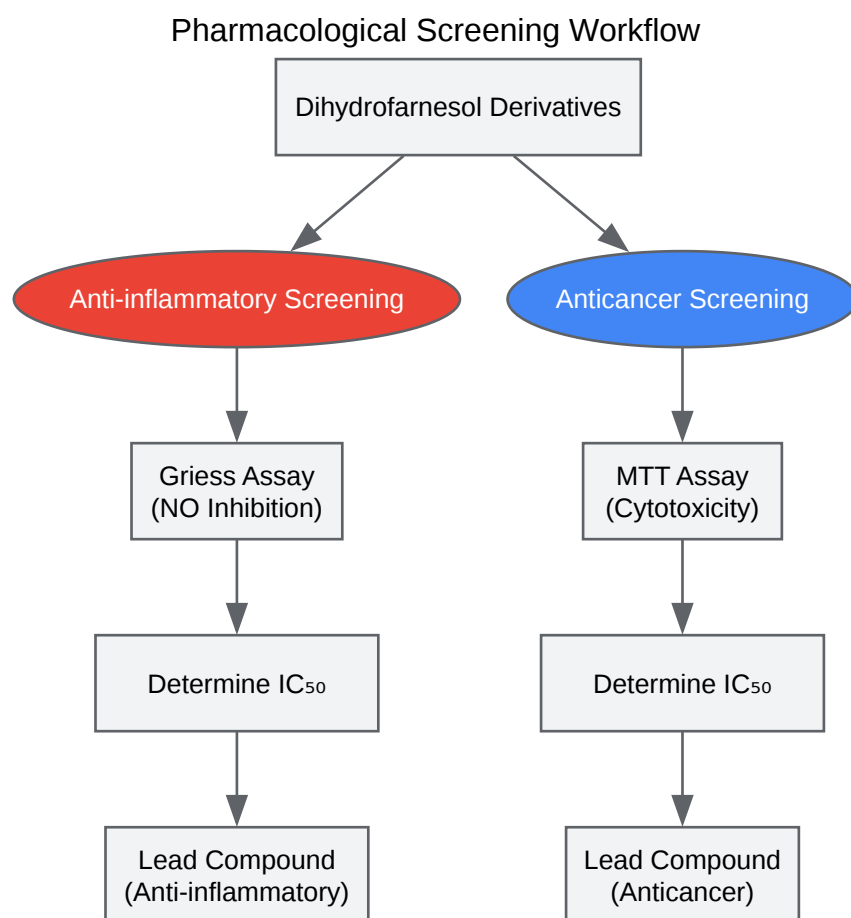 Pharmacological Screening Workflow
Dihydrofarnesol Derivatives
Anti-inflammatory Screening
Anticancer Screening
Griess Assay
(NO Inhibition)
MTT Assay
(Cytotoxicity)
Determine IC₅₀
Determine IC₅₀
Lead Compound
(Anti-inflammatory)
Lead Compound
(Anticancer)